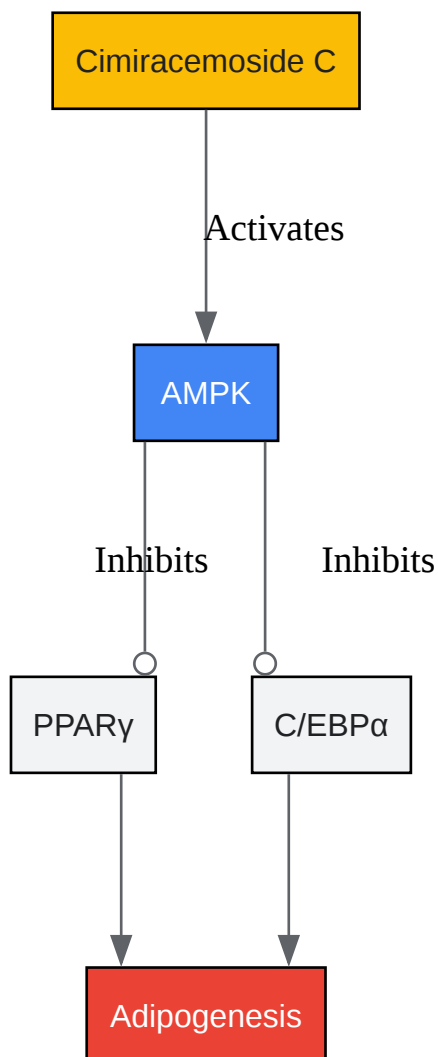 Cimiracemoside C
Activates
AMPK
Inhibits
Inhibits
PPARγ
C/EBPα
Adipogenesis